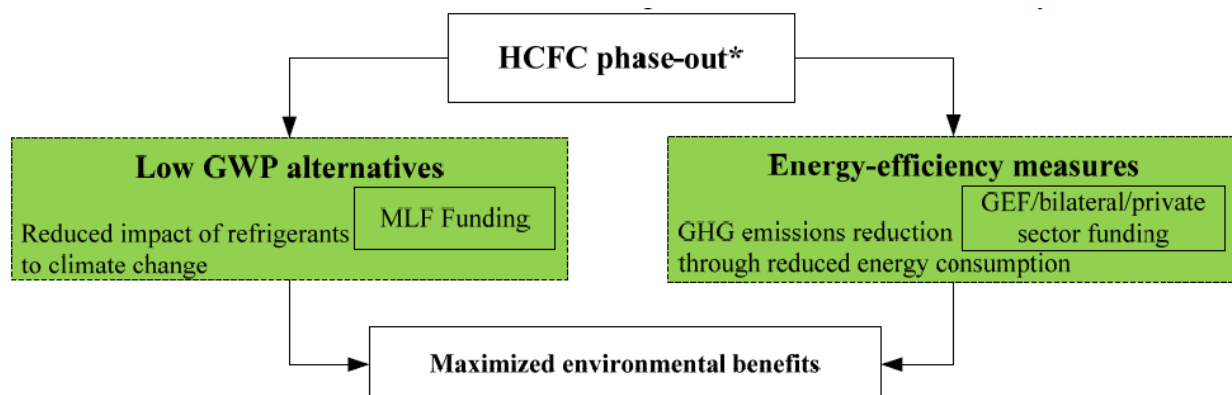 HCFC phase-out*
Low GWP alternatives
MLF Funding
Reduced impact of refrigerants
to climate change
Energy-efficiency measures
GEF/bilateral/private
sector funding
GHG emissions reduction
through reduced energy consumption
Maximized environmental benefits